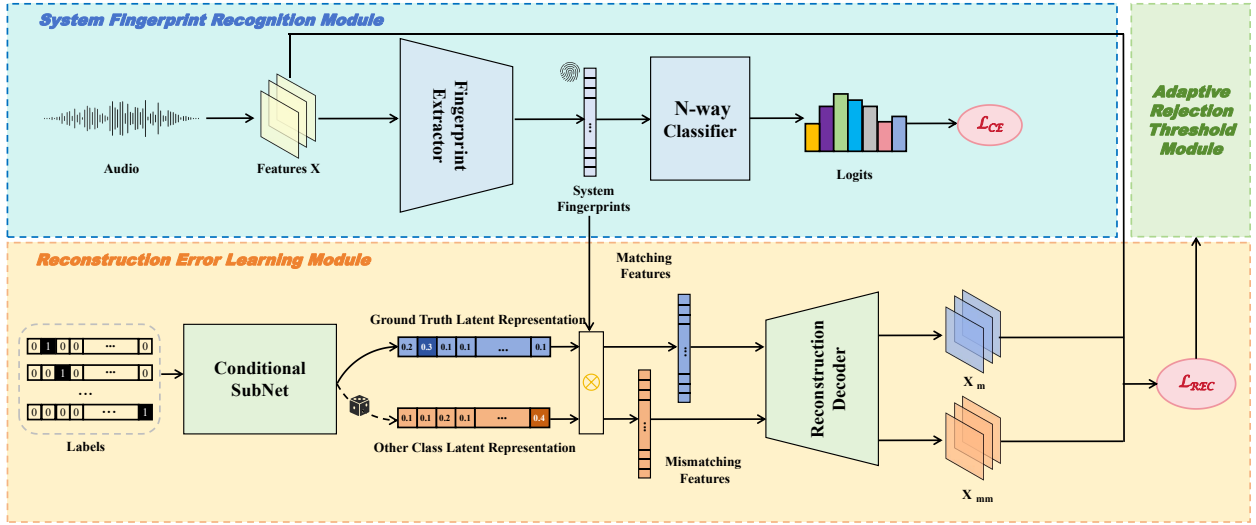 System Fingerprint Recognition Module
Audio
Features X
Fingerprint
Extractor
...
System
Fingerprints
N-way
Classifier
Logits
ℒCE
Adaptive
Rejection
Threshold
Module
Reconstruction Error Learning Module
0 1 0 0 ... 0
0 0 1 0 ... 0
...
0 0 0 0 ... 1
Labels
Conditional
SubNet
Ground Truth Latent Representation
0.2 0.3 0.1 0.1 ... 0.1
0.1 0.1 0.2 0.1 ... 0.4
Other Class Latent Representation
⊗
Matching
Features
...
...
Mismatching
Features
Reconstruction
Decoder
X m
X mm
ℒREC